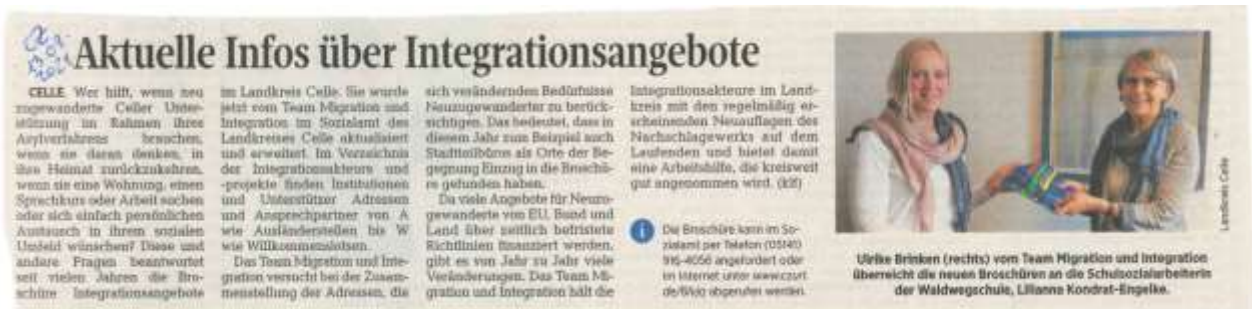 Aktuelle Infos über Integrationsangebote
CELLE. Wer hilft, wenn neu
zugewanderte Celler Unter-
stützung im Rahmen ihres
Asylverfahrens brauchen,
wenn sie daran denken, in
ihre Heimat zurückzukehren,
wenn sie eine Wohnung, einen
Sprachkurs oder Arbeit suchen
oder sich einfach persönlichen
Austausch in ihrem sozialen
Umfeld wünschen? Diese und
andere Fragen beantwortet
seit vielen Jahren die Bro-
schüre Integrationsangebote
im Landkreis Celle. Sie wurde
jetzt vom Team Migration und
Integration im Sozialamt des
Landkreises Celle aktualisiert
und erweitert. Im Verzeichnis
der Integrationsakteure und
-projekte finden Institutionen
und Unterstützer Adressen
und Ansprechpartner von A
wie Ausländerstellen bis W
wie Willkommenslotsen.
Das Team Migration und Inte-
gration versucht bei der Zusam-
menstellung der Adressen, die
sich verändernden Bedürfnisse
Neuzugewanderter zu berück-
sichtigen. Das bedeutet, dass in
diesem Jahr zum Beispiel auch
Stadtteilbüros als Orte der Be-
gegnung Einzug in die Broschü-
re gefunden haben.
Da viele Angebote für Neuzu-
gewanderte von EU, Bund und
Land über zeitlich befristete
Richtlinien finanziert werden,
gibt es von Jahr zu Jahr viele
Veränderungen. Das Team Mi-
gration und Integration hält die
Integrationsakteure im Land-
kreis mit den regelmäßig er-
scheinenden Neuauflagen des
Nachschlagewerks auf dem
Laufenden und bietet damit
eine Arbeitshilfe, die kreisweit
gut angenommen wird. (klf)
i Die Broschüre kann im So-
zialamt per Telefon (05141)
916-4056 angefordert oder
im Internet unter
abgerufen werden.
Landkreis Celle
Ulrike Brinken (rechts) vom Team Migration und Integration
überreicht die neuen Broschüren an die Schulsozialarbeiterin
der Waldwegschule, Lilianna Kondrat-Engelke.